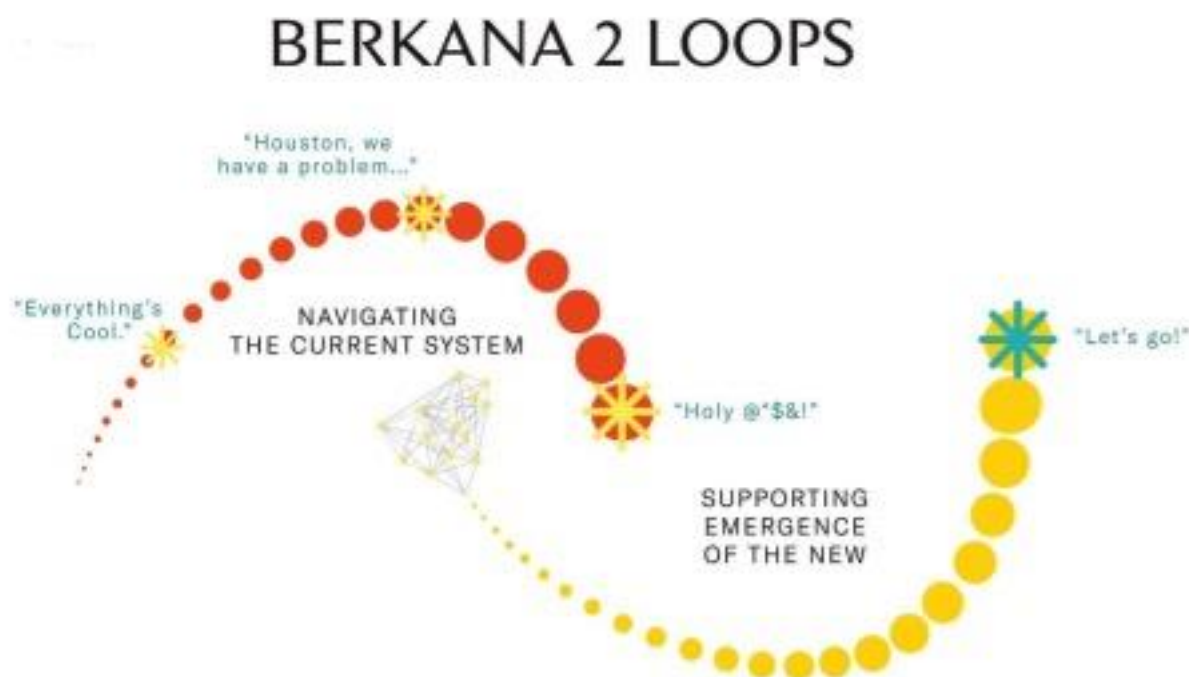 BERKANA 2 LOOPS
"Houston, we
have a problem..."
"Everything's
Cool."
NAVIGATING
THE CURRENT SYSTEM
"Holy @*$&!"
"Let's go!"
SUPPORTING
EMERGENCE
OF THE NEW